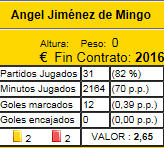 Angel Jiménez de Mingo
Altura: Peso: 0
€ Fin Contrato: 2016
Partidos Jugados 31 (82 %)
Minutos Jugados 2164 (70 p.p.)
Goles marcados 12 (0,39 p.p.)
Goles encajados 0 (0,00 p.p.)
2 2 VALOR : 2,65